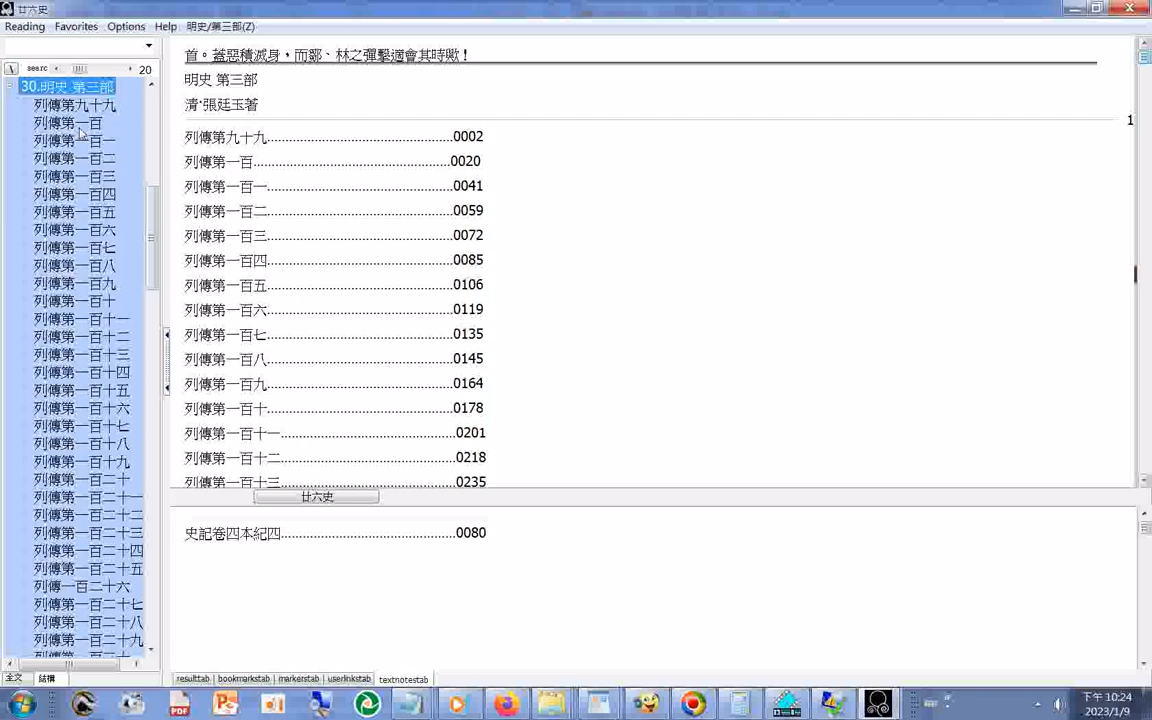 廿六史
Reading Favorites Options Help 明史/第三部(Z)
searc 20
30.明史 第三部
列傳第九十九
列傳第一百
列傳第一百一
列傳第一百二
列傳第一百三
列傳第一百四
列傳第一百五
列傳第一百六
列傳第一百七
列傳第一百八
列傳第一百九
列傳第一百十
列傳第一百十一
列傳第一百十二
列傳第一百十三
列傳第一百十四
列傳第一百十五
列傳第一百十六
列傳第一百十七
列傳第一百十八
列傳第一百十九
列傳第一百二十
列傳第一百二十一
列傳第一百二十二
列傳第一百二十三
列傳第一百二十四
列傳第一百二十五
列傳一百二十六
列傳第一百二十七
列傳第一百二十八
列傳第一百二十九
全文 結構
首。蓋惡積滅身，而鄒、林之彈擊適會其時歟！
明史 第三部
清·張廷玉著
1
列傳第九十九............................................0002
列傳第一百...............................................0020
列傳第一百一............................................0041
列傳第一百二............................................0059
列傳第一百三............................................0072
列傳第一百四............................................0085
列傳第一百五............................................0106
列傳第一百六............................................0119
列傳第一百七............................................0135
列傳第一百八............................................0145
列傳第一百九............................................0164
列傳第一百十............................................0178
列傳第一百十一.........................................0201
列傳第一百十二.........................................0218
列傳第一百十三.........................................0235
廿六史
史記卷四本紀四.........................................0080
resulttab bookmarkstab markerstab userlinkstab textnotestab
下午 10:24
2023/1/9